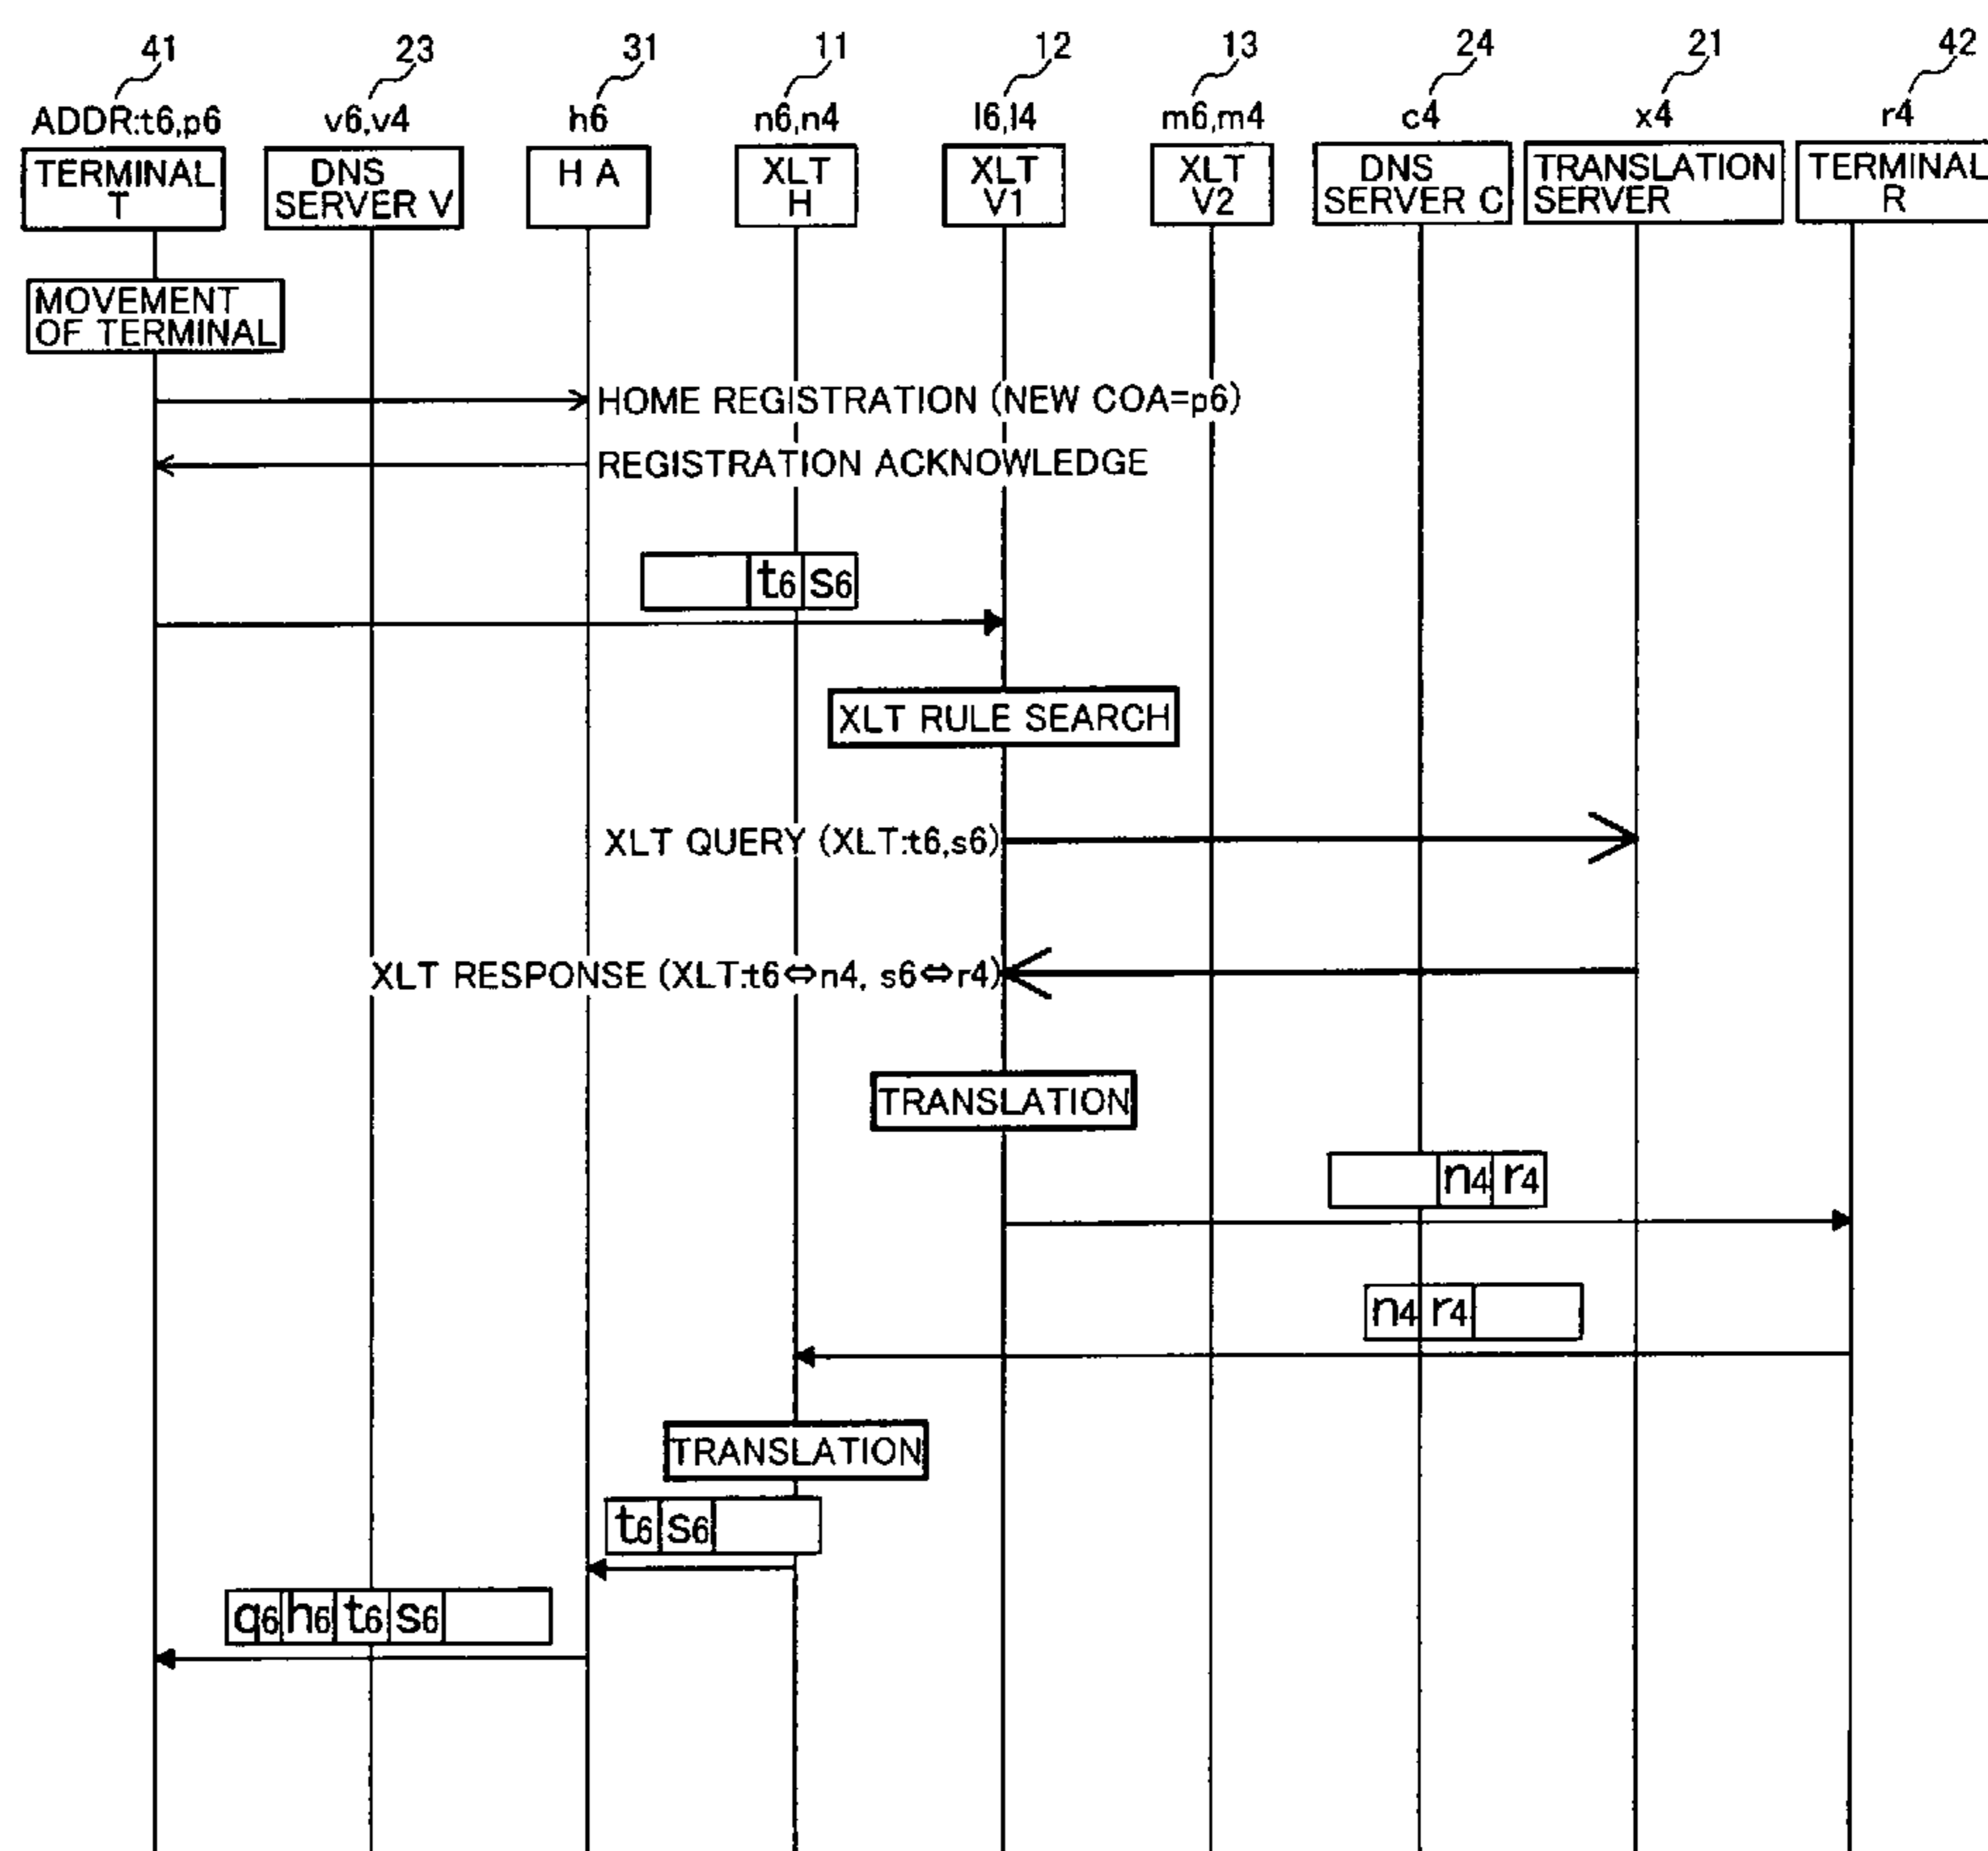 41 23 31 11 12 13 24 21 42
ADDR:t6,p6 v6,v4 h6 n6,n4 l6,l4 m6,m4 c4 x4 r4
TERMINAL
T
DNS
SERVER V
H A
XLT
H
XLT
V1
XLT
V2
DNS
SERVER C
TRANSLATION
SERVER
TERMINAL
R
MOVEMENT
OF TERMINAL
HOME REGISTRATION (NEW COA=p6)
REGISTRATION ACKNOWLEDGE
t6 s6
XLT RULE SEARCH
XLT QUERY (XLT:t6,s6)
XLT RESPONSE (XLT:t6⇔n4, s6⇔r4)
TRANSLATION
n4 r4
n4 r4
TRANSLATION
t6 s6
q6 h6 t6 s6